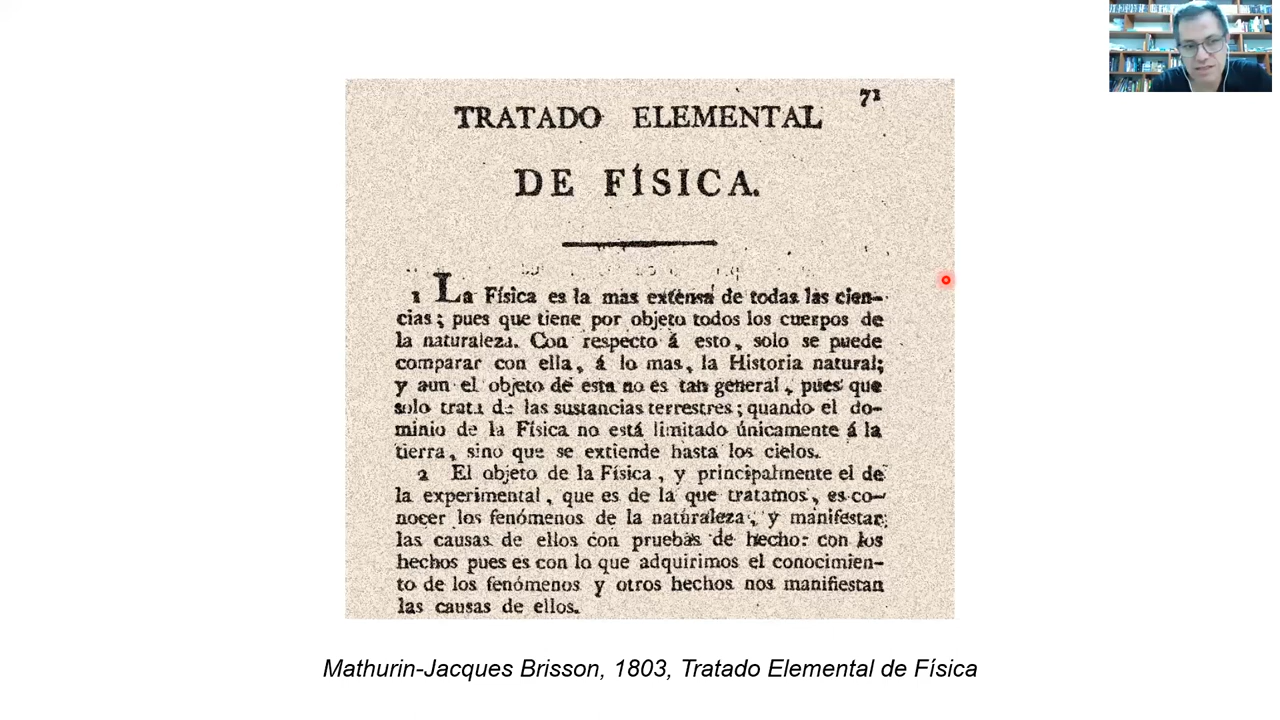 71
TRATADO ELEMENTAL
DE FÍSICA.
1 La Física es la mas extensa de todas las cien-
cias; pues que tiene por objeto todos los cuerpos de
la naturaleza. Con respecto á esto, solo se puede
comparar con ella, á lo mas, la Historia natural;
y aun el objeto de esta no es tan general, pues que
solo trata de las sustancias terrestres; quando el do-
minio de la Física no está limitado únicamente á la
tierra, sino que se extiende hasta los cielos.
2 El objeto de la Física, y principalmente el de
la experimental, que es de la que tratamos, es co-
nocer los fenómenos de la naturaleza, y manifestar
las causas de ellos con pruebas de hecho: con los
hechos pues es con lo que adquirimos el conocimien-
to de los fenómenos y otros hechos nos manifiestan
las causas de ellos.
Mathurin-Jacques Brisson, 1803, Tratado Elemental de Física